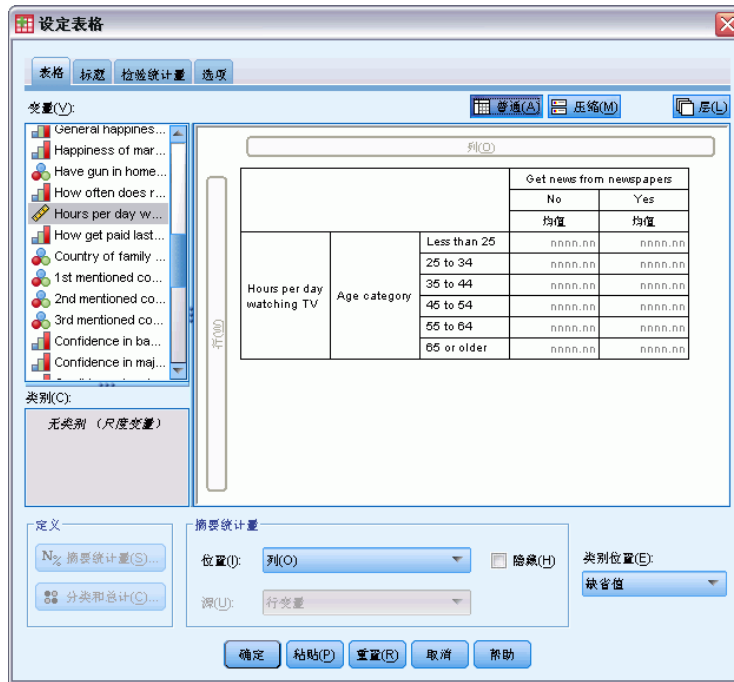 设定表格
表格 标题 检验统计量 选项
变量(V):
普通(A) 压缩(M) 层(L)
General happines...
Happiness of mar...
Have gun in home...
How often does r...
Hours per day w...
How get paid last...
Country of family ...
1st mentioned co...
2nd mentioned co...
3rd mentioned co...
Confidence in ba...
Confidence in maj...
类别(C):
无类别 (尺度变量)
列(O)
行(W)
Get news from newspapers
No Yes
均值 均值
Hours per day watching TV
Age category
Less than 25 nnnn.nn nnnn.nn
25 to 34 nnnn.nn nnnn.nn
35 to 44 nnnn.nn nnnn.nn
45 to 54 nnnn.nn nnnn.nn
55 to 64 nnnn.nn nnnn.nn
65 or older nnnn.nn nnnn.nn
定义
N% 摘要统计量(S)...
分类和总计(C)...
摘要统计量
位置(I): 列(O) 隐藏(H)
源(U): 行变量
类别位置(E):
缺省值
确定 粘贴(P) 重置(R) 取消 帮助